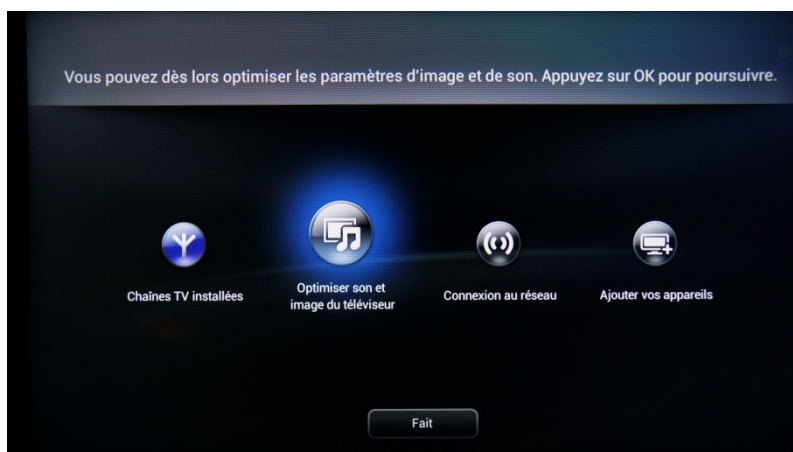 Vous pouvez dès lors optimiser les paramètres d'image et de son. Appuyez sur OK pour poursuivre.
Chaînes TV installées
Optimiser son et
image du téléviseur
Connexion au réseau
Ajouter vos appareils
Fait